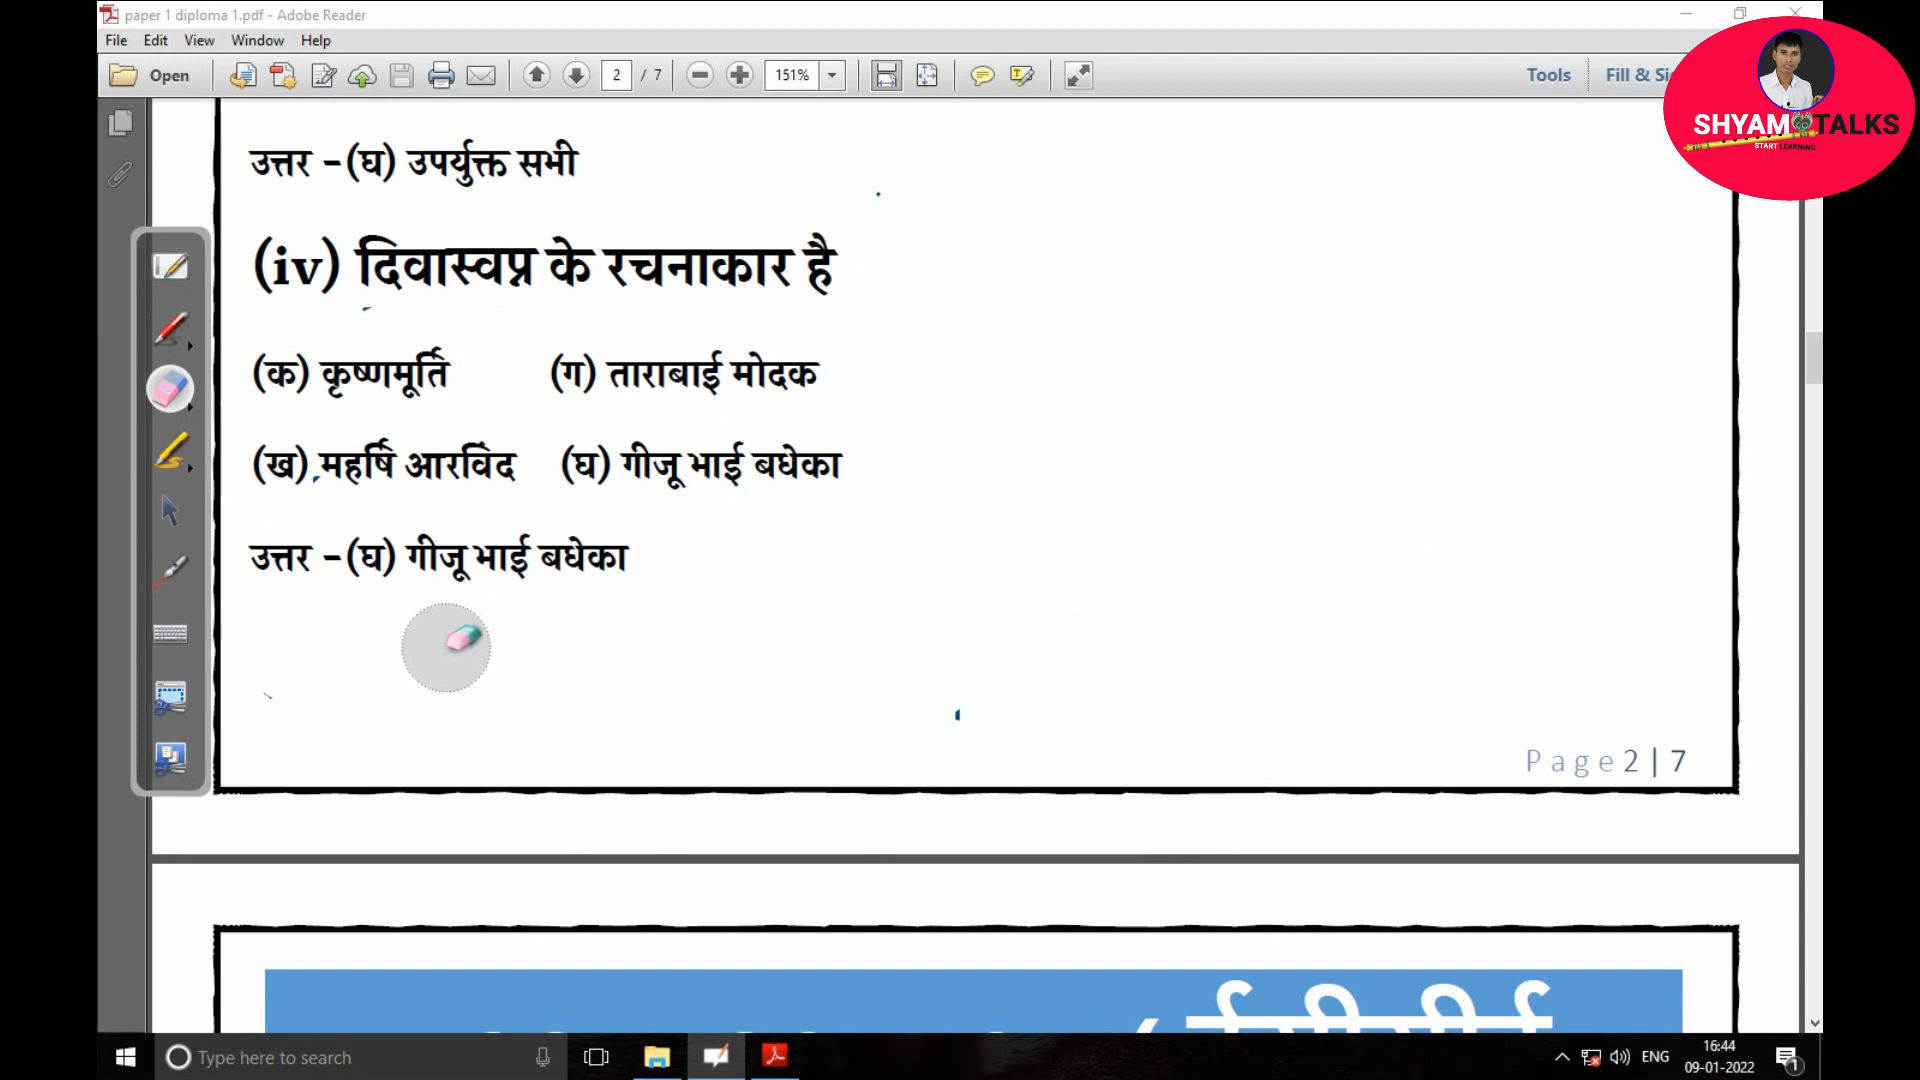 paper 1 diploma 1.pdf - Adobe Reader
File Edit View Window Help
Open 2 / 7 151% Tools
SHYAM TALKS
START LEARNING
उत्तर –(घ) उपर्युक्त सभी
(iv) दिवास्वप्न के रचनाकार है
(क) कृष्णमूर्ति (ग) ताराबाई मोदक
(ख) महर्षि आरविंद (घ) गीजू भाई बधेका
उत्तर –(घ) गीजू भाई बधेका
Page 2 | 7
Type here to search
ENG
16:44
09-01-2022
1